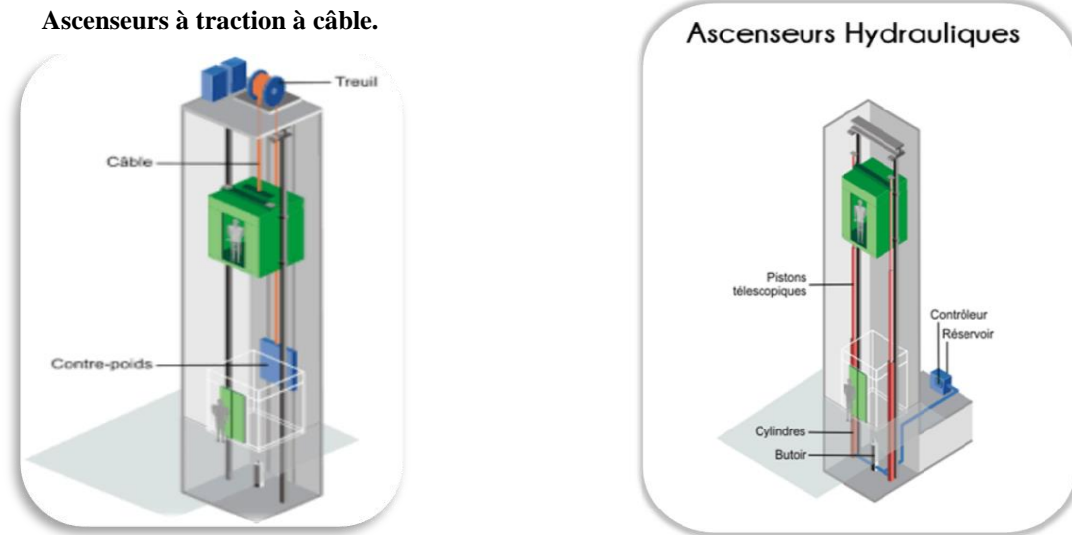 Ascenseurs à traction à câble.
Treuil
Câble
Contre-poids
Ascenseurs Hydrauliques
Pistons
télescopiques
Contrôleur
Réservoir
Cylindres
Butoir